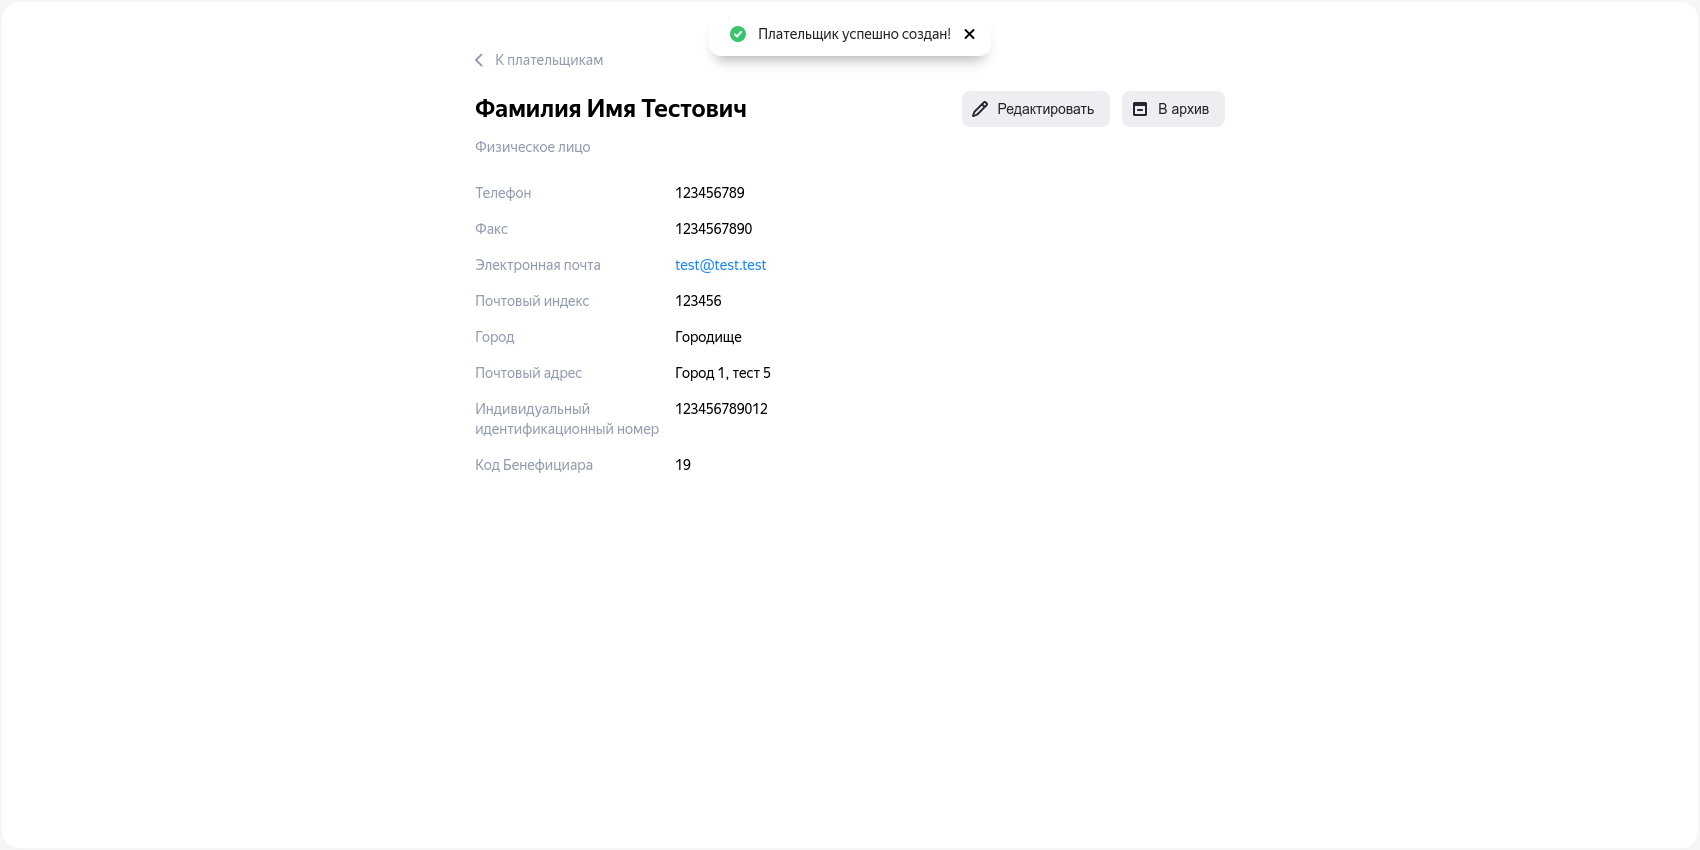 Плательщик успешно создан!
К плательщикам
Фамилия Имя Тестович
Редактировать
В архив
Физическое лицо
Телефон 123456789
Факс 1234567890
Электронная почта test@test.test
Почтовый индекс 123456
Город Городище
Почтовый адрес Город 1, тест 5
Индивидуальный 123456789012
идентификационный номер
Код Бенефициара 19